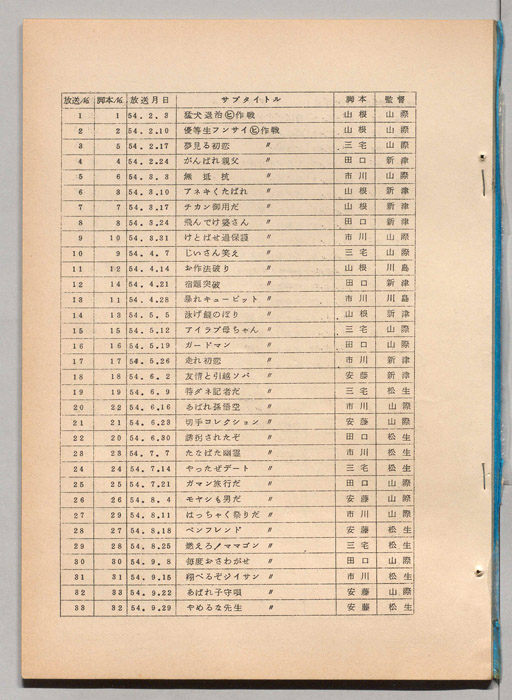 放送№ 脚本№ 放送月日 サブタイトル 脚本 監督
1 1 54. 2. 3 猛犬退治㊙作戦 山根 山際
2 2 54. 2.10 優等生フンサイ㊙作戦 山根 山際
3 5 54. 2.17 夢見る初恋 〃 三宅 山際
4 4 54. 2.24 がんばれ親父 〃 田口 新津
5 6 54. 3. 3 無抵抗 〃 市川 山際
6 3 54. 3.10 アネキくたばれ 〃 山根 新津
7 7 54. 3.17 チカン御用だ 〃 山根 新津
8 8 54. 3.24 飛んでけ婆さん 〃 田口 新津
9 10 54. 3.31 けとばせ過保護 〃 市川 山際
10 9 54. 4. 7 じいさん笑え 〃 三宅 山際
11 12 54. 4.14 お作法破り 〃 山根 川島
12 14 54. 4.21 宿題突破 〃 田口 新津
13 11 54. 4.28 暴れキューピット 〃 市川 川島
14 13 54. 5. 5 泳げ鯉のぼり 〃 山根 新津
15 15 54. 5.12 アイラブ母ちゃん 〃 三宅 山際
16 16 54. 5.19 ガードマン 〃 田口 山際
17 17 54. 5.26 走れ初恋 〃 市川 新津
18 18 54. 6. 2 友情と引越ソバ 〃 安藤 新津
19 19 54. 6. 9 特ダネ記者だ 〃 三宅 松生
20 22 54. 6.16 あばれ孫悟空 〃 市川 山際
21 21 54. 6.23 切手コレクション 〃 安藤 山際
22 20 54. 6.30 誘拐されたぞ 〃 田口 松生
23 23 54. 7. 7 たなばた幽霊 〃 市川 松生
24 24 54. 7.14 やったぜデート 〃 三宅 松生
25 25 54. 7.21 ガマン旅行だ 〃 田口 山際
26 26 54. 8. 4 モヤシも男だ 〃 安藤 山際
27 29 54. 8.11 はっちゃく祭りだ 〃 市川 山際
28 27 54. 8.18 ペンフレンド 〃 安藤 松生
29 28 54. 8.25 燃えろ!ママゴン 〃 三宅 松生
30 30 54. 9. 8 毎度おさわがせ 〃 田口 山際
31 31 54. 9.15 翔べるぞジイサン 〃 市川 松生
32 33 54. 9.22 あばれ子守唄 〃 安藤 山際
33 32 54. 9.29 やめるな先生 〃 安藤 松生